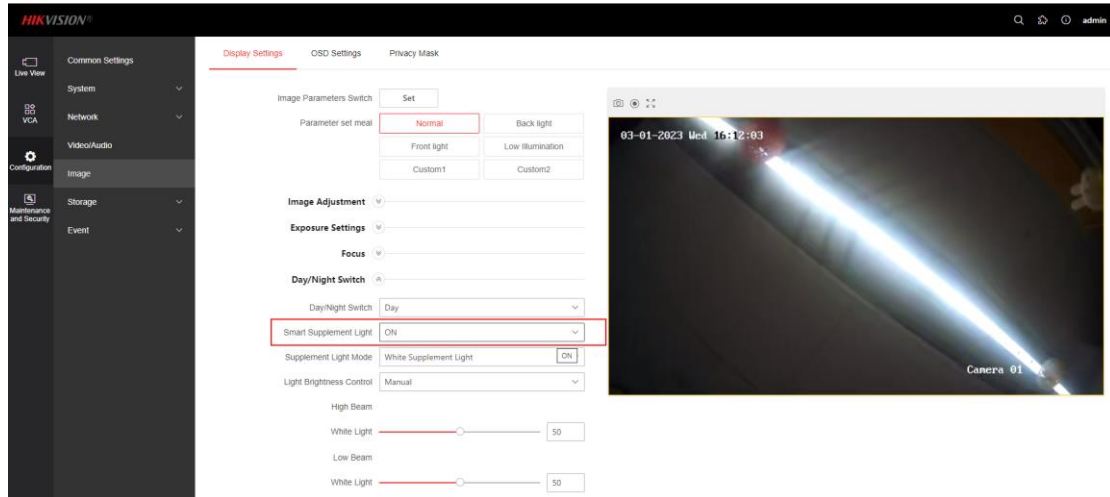 HIKVISION®
admin
Live View
VCA
Configuration
Maintenance
and Security
Common Settings
System
Network
Video/Audio
Image
Storage
Event
Display Settings OSD Settings Privacy Mask
Image Parameters Switch Set
Parameter set meal Normal Back light
Front light Low Illumination
Custom1 Custom2
Image Adjustment
Exposure Settings
Focus
Day/Night Switch
Day/Night Switch Day
Smart Supplement Light ON
Supplement Light Mode White Supplement Light ON
Light Brightness Control Manual
High Beam
White Light 50
Low Beam
White Light 50
03-01-2023 Wed 16:12:03
Camera 01